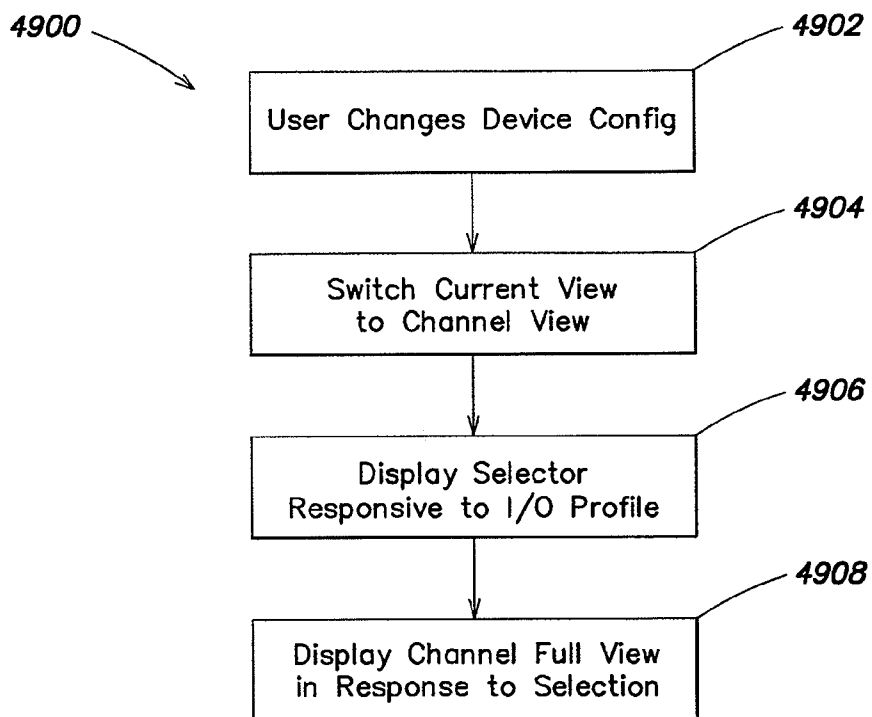 4900
4902
User Changes Device Config
4904
Switch Current View
to Channel View
4906
Display Selector
Responsive to I/O Profile
4908
Display Channel Full View
in Response to Selection